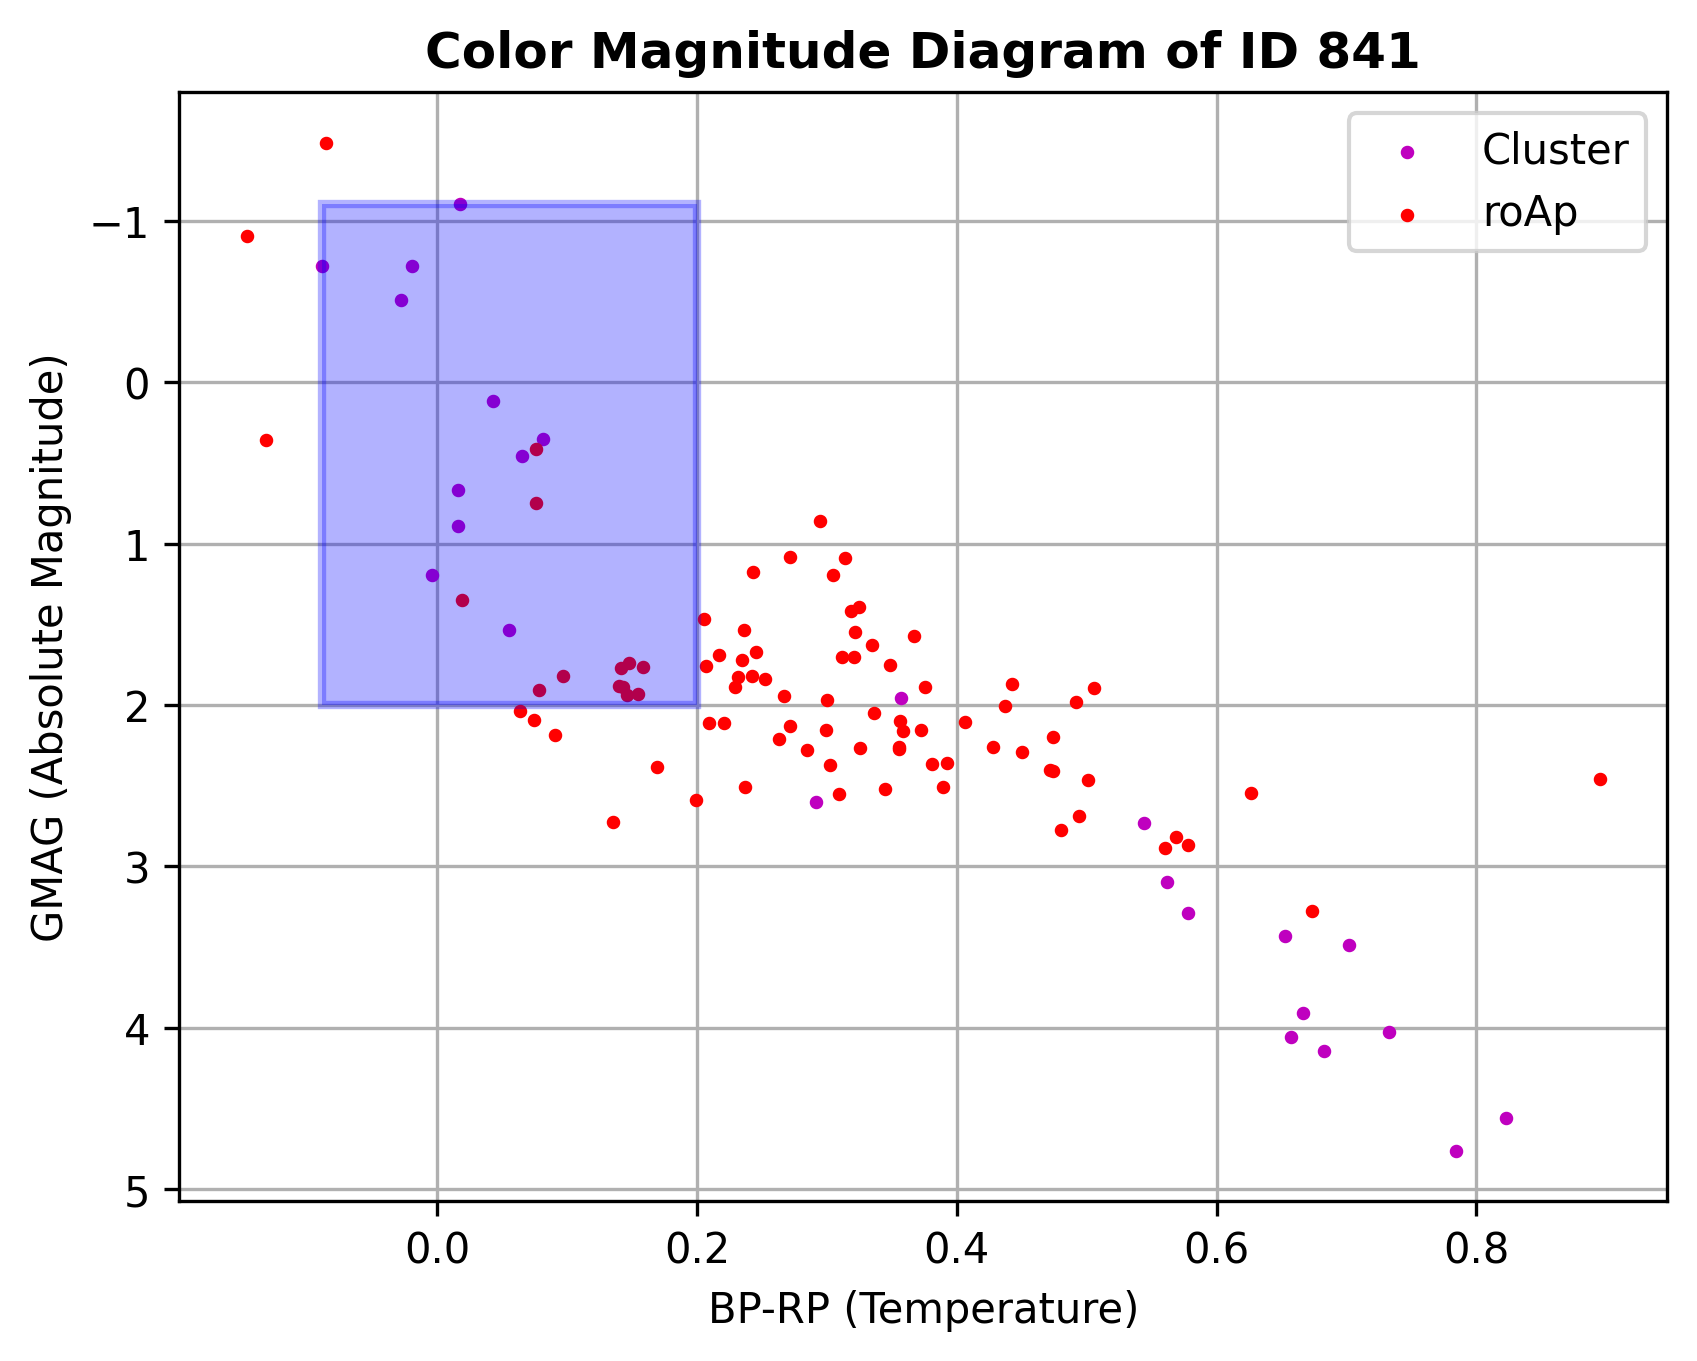 Color Magnitude Diagram of ID 841
Cluster
roAp
GMAG (Absolute Magnitude)
−1
0
1
2
3
4
5
0.0 0.2 0.4 0.6 0.8
BP-RP (Temperature)